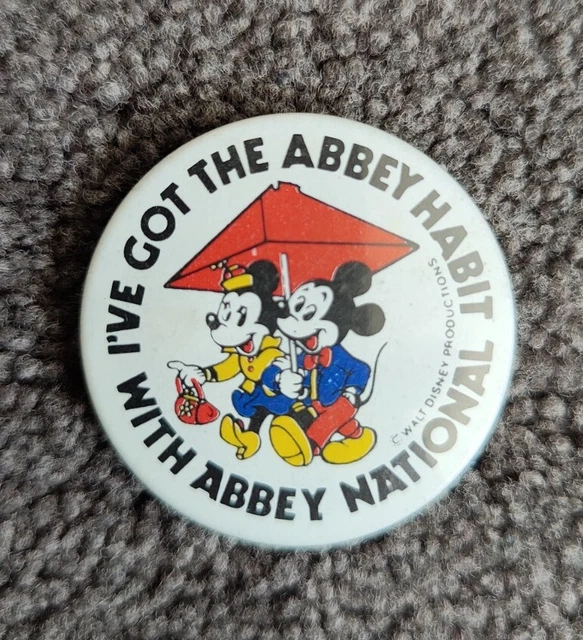 I'VE GOT THE ABBEY HABIT
WITH ABBEY NATIONAL
© WALT DISNEY PRODUCTIONS